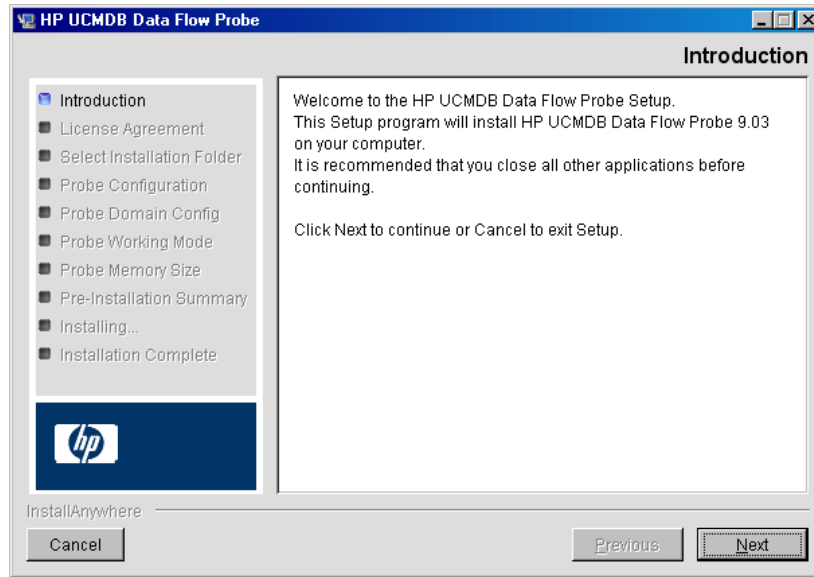 HP UCMDB Data Flow Probe
Introduction
Introduction
License Agreement
Select Installation Folder
Probe Configuration
Probe Domain Config
Probe Working Mode
Probe Memory Size
Pre-Installation Summary
Installing...
Installation Complete
hp
Welcome to the HP UCMDB Data Flow Probe Setup.
This Setup program will install HP UCMDB Data Flow Probe 9.03
on your computer.
It is recommended that you close all other applications before
continuing.
Click Next to continue or Cancel to exit Setup.
InstallAnywhere
Cancel
Previous
Next